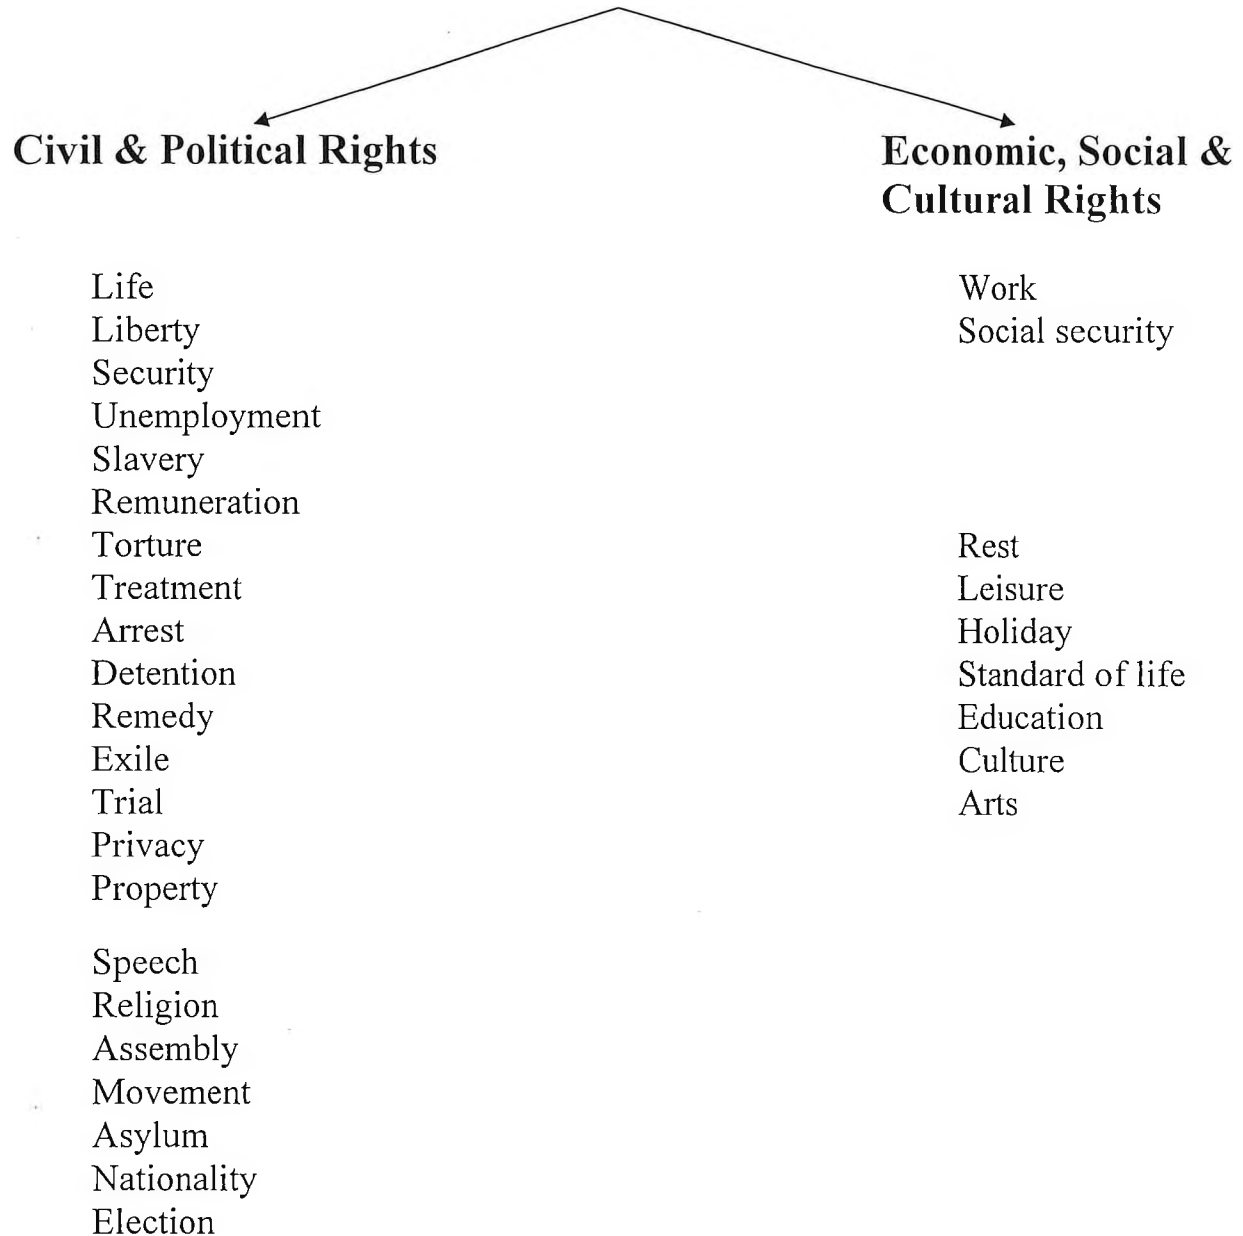 Civil & Political Rights
Life
Liberty
Security
Unemployment
Slavery
Remuneration
Torture
Treatment
Arrest
Detention
Remedy
Exile
Trial
Privacy
Property
Speech
Religion
Assembly
Movement
Asylum
Nationality
Election
Economic, Social &
Cultural Rights
Work
Social security
Rest
Leisure
Holiday
Standard of life
Education
Culture
Arts